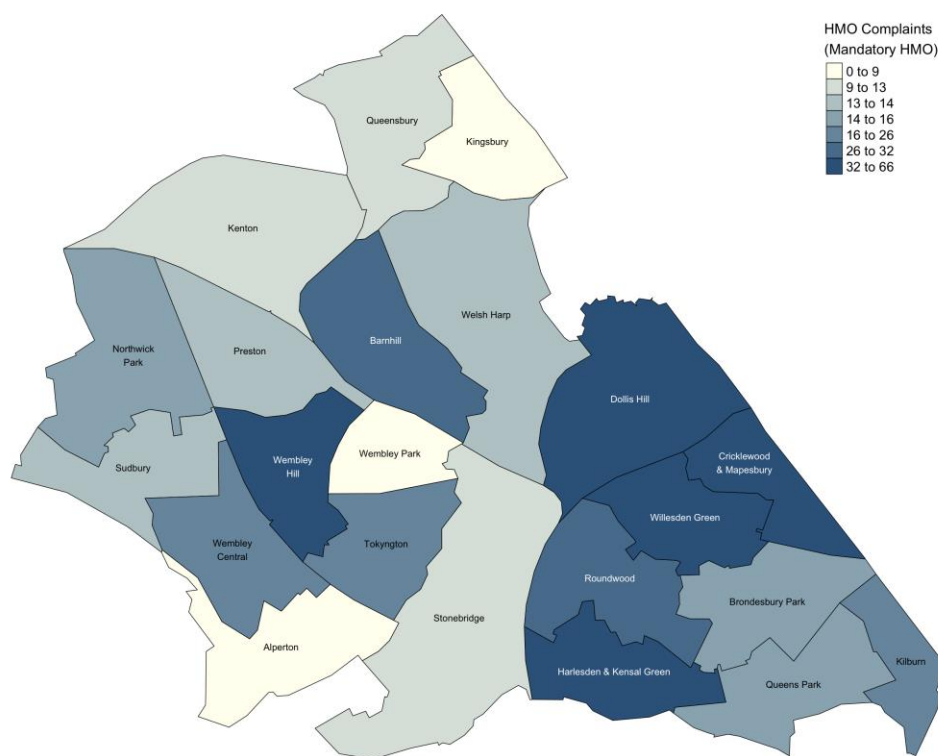 HMO Complaints
(Mandatory HMO)
0 to 9
9 to 13
13 to 14
14 to 16
16 to 26
26 to 32
32 to 66
Queensbury
Kingsbury
Kenton
Welsh Harp
Barnhill
Northwick
Park
Preston
Dollis Hill
Wembley Park
Cricklewood
& Mapesbury
Wembley
Hill
Sudbury
Willesden Green
Wembley
Central
Tokyngton
Roundwood
Brondesbury Park
Stonebridge
Alperton
Kilburn
Harlesden & Kensal Green
Queens Park